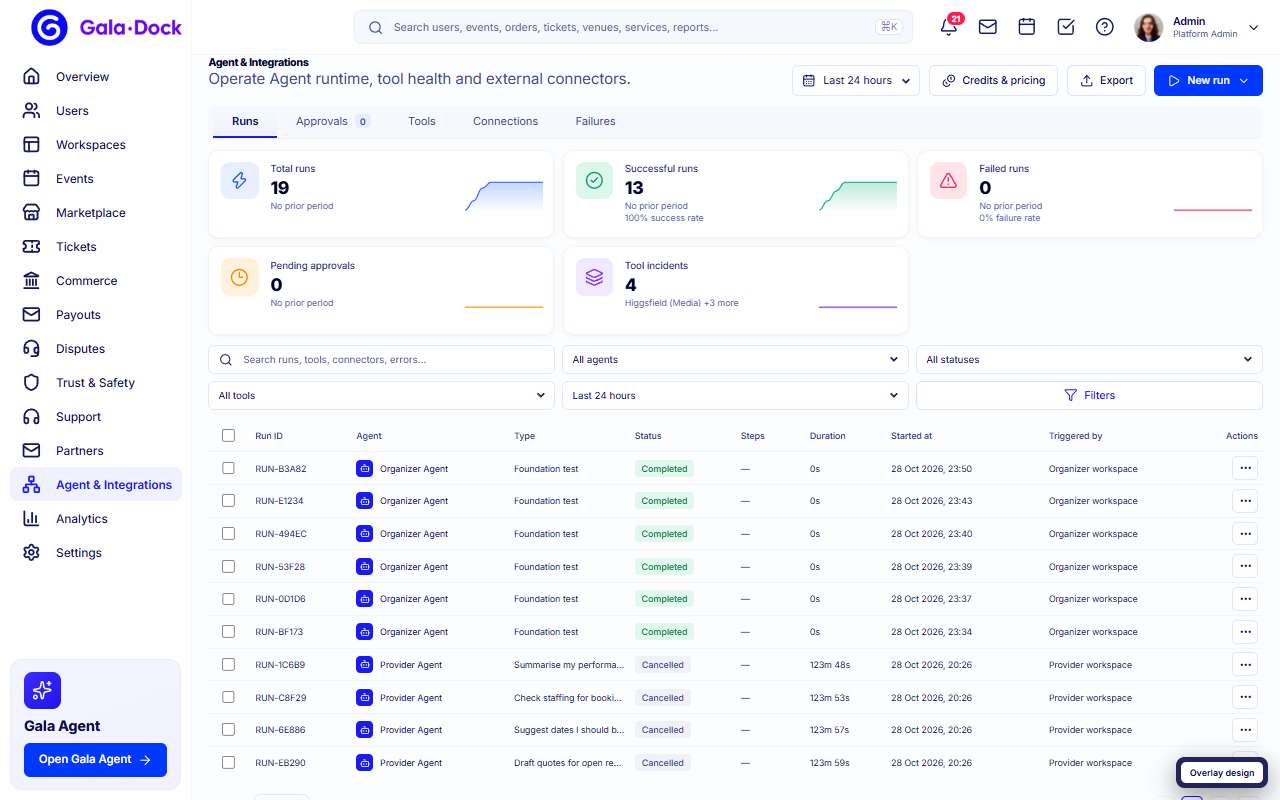 Gala·Dock
Search users, events, orders, tickets, venues, services, reports...
⌘K
21
Admin
Platform Admin
Overview
Users
Workspaces
Events
Marketplace
Tickets
Commerce
Payouts
Disputes
Trust & Safety
Support
Partners
Agent & Integrations
Analytics
Settings
Gala Agent
Open Gala Agent
Agent & Integrations
Operate Agent runtime, tool health and external connectors.
Last 24 hours
Credits & pricing
Export
New run
Runs
Approvals 0
Tools
Connections
Failures
Total runs
19
No prior period
Successful runs
13
No prior period
100% success rate
Failed runs
0
No prior period
0% failure rate
Pending approvals
0
No prior period
Tool incidents
4
Higgsfield (Media) +3 more
Search runs, tools, connectors, errors...
All agents
All statuses
All tools
Last 24 hours
Filters
Run ID Agent Type Status Steps Duration Started at Triggered by Actions
RUN-B3A82 Organizer Agent Foundation test Completed — 0s 28 Oct 2026, 23:50 Organizer workspace
RUN-E1234 Organizer Agent Foundation test Completed — 0s 28 Oct 2026, 23:43 Organizer workspace
RUN-494EC Organizer Agent Foundation test Completed — 0s 28 Oct 2026, 23:40 Organizer workspace
RUN-53F28 Organizer Agent Foundation test Completed — 0s 28 Oct 2026, 23:39 Organizer workspace
RUN-0D1D6 Organizer Agent Foundation test Completed — 0s 28 Oct 2026, 23:37 Organizer workspace
RUN-BF173 Organizer Agent Foundation test Completed — 0s 28 Oct 2026, 23:34 Organizer workspace
RUN-1C6B9 Provider Agent Summarise my performa... Cancelled — 123m 48s 28 Oct 2026, 20:26 Provider workspace
RUN-C8F29 Provider Agent Check staffing for booki... Cancelled — 123m 53s 28 Oct 2026, 20:26 Provider workspace
RUN-6E886 Provider Agent Suggest dates I should b... Cancelled — 123m 57s 28 Oct 2026, 20:26 Provider workspace
RUN-EB290 Provider Agent Draft quotes for open re... Cancelled — 123m 59s 28 Oct 2026, 20:26 Provider workspace
Overlay design